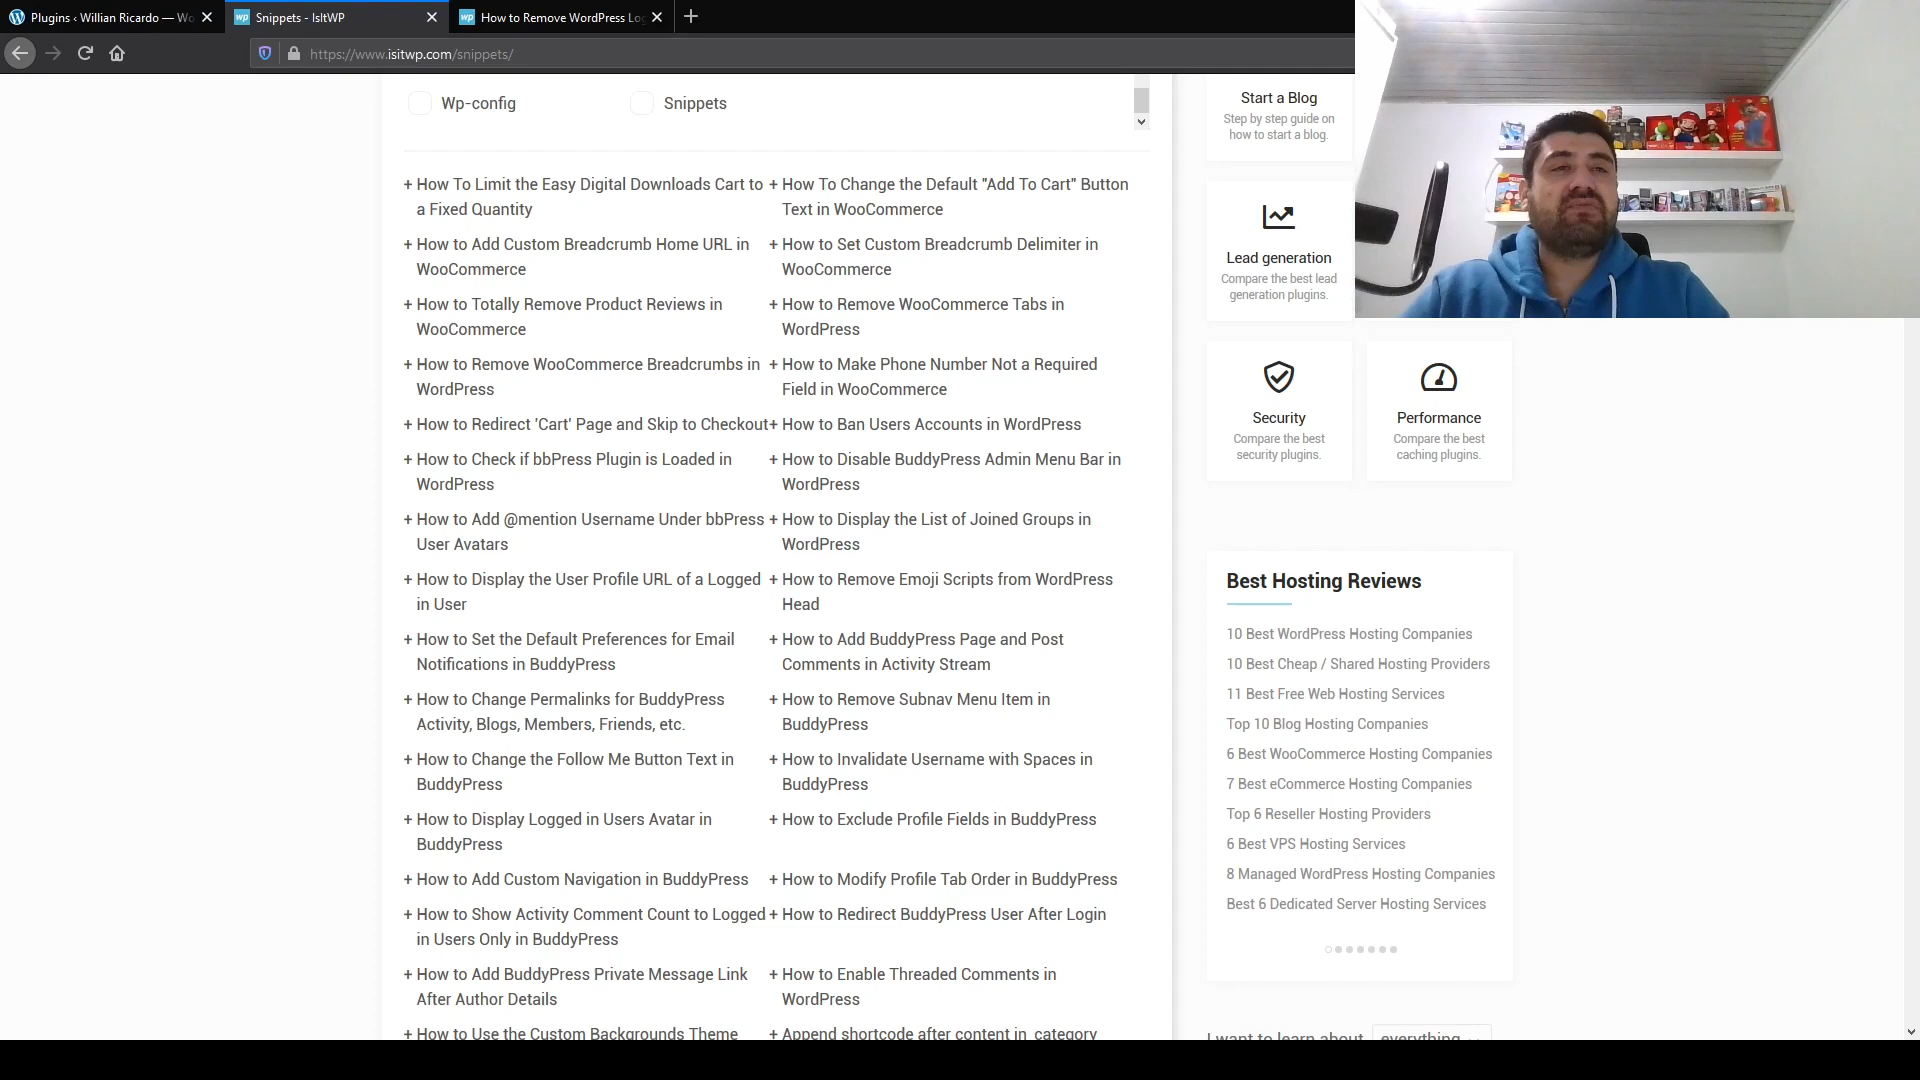 Plugins ‹ Willian Ricardo — Wo
Snippets - IsItWP
How to Remove WordPress Lo
https://www.isitwp.com/snippets/
Wp-config
Snippets
+ How To Limit the Easy Digital Downloads Cart to
a Fixed Quantity
+ How To Change the Default "Add To Cart" Button
Text in WooCommerce
+ How to Add Custom Breadcrumb Home URL in
WooCommerce
+ How to Set Custom Breadcrumb Delimiter in
WooCommerce
+ How to Totally Remove Product Reviews in
WooCommerce
+ How to Remove WooCommerce Tabs in
WordPress
+ How to Remove WooCommerce Breadcrumbs in
WordPress
+ How to Make Phone Number Not a Required
Field in WooCommerce
+ How to Redirect 'Cart' Page and Skip to Checkout
+ How to Ban Users Accounts in WordPress
+ How to Check if bbPress Plugin is Loaded in
WordPress
+ How to Disable BuddyPress Admin Menu Bar in
WordPress
+ How to Add @mention Username Under bbPress
User Avatars
+ How to Display the List of Joined Groups in
WordPress
+ How to Display the User Profile URL of a Logged
in User
+ How to Remove Emoji Scripts from WordPress
Head
+ How to Set the Default Preferences for Email
Notifications in BuddyPress
+ How to Add BuddyPress Page and Post
Comments in Activity Stream
+ How to Change Permalinks for BuddyPress
Activity, Blogs, Members, Friends, etc.
+ How to Remove Subnav Menu Item in
BuddyPress
+ How to Change the Follow Me Button Text in
BuddyPress
+ How to Invalidate Username with Spaces in
BuddyPress
+ How to Display Logged in Users Avatar in
BuddyPress
+ How to Exclude Profile Fields in BuddyPress
+ How to Add Custom Navigation in BuddyPress
+ How to Modify Profile Tab Order in BuddyPress
+ How to Show Activity Comment Count to Logged
in Users Only in BuddyPress
+ How to Redirect BuddyPress User After Login
+ How to Add BuddyPress Private Message Link
After Author Details
+ How to Enable Threaded Comments in
WordPress
+ How to Use the Custom Backgrounds Theme
+ Append shortcode after content in category
Start a Blog
Step by step guide on
how to start a blog.
Lead generation
Compare the best lead
generation plugins.
Security
Compare the best
security plugins.
Performance
Compare the best
caching plugins.
Best Hosting Reviews
10 Best WordPress Hosting Companies
10 Best Cheap / Shared Hosting Providers
11 Best Free Web Hosting Services
Top 10 Blog Hosting Companies
6 Best WooCommerce Hosting Companies
7 Best eCommerce Hosting Companies
Top 6 Reseller Hosting Providers
6 Best VPS Hosting Services
8 Managed WordPress Hosting Companies
Best 6 Dedicated Server Hosting Services
I want to learn about everything